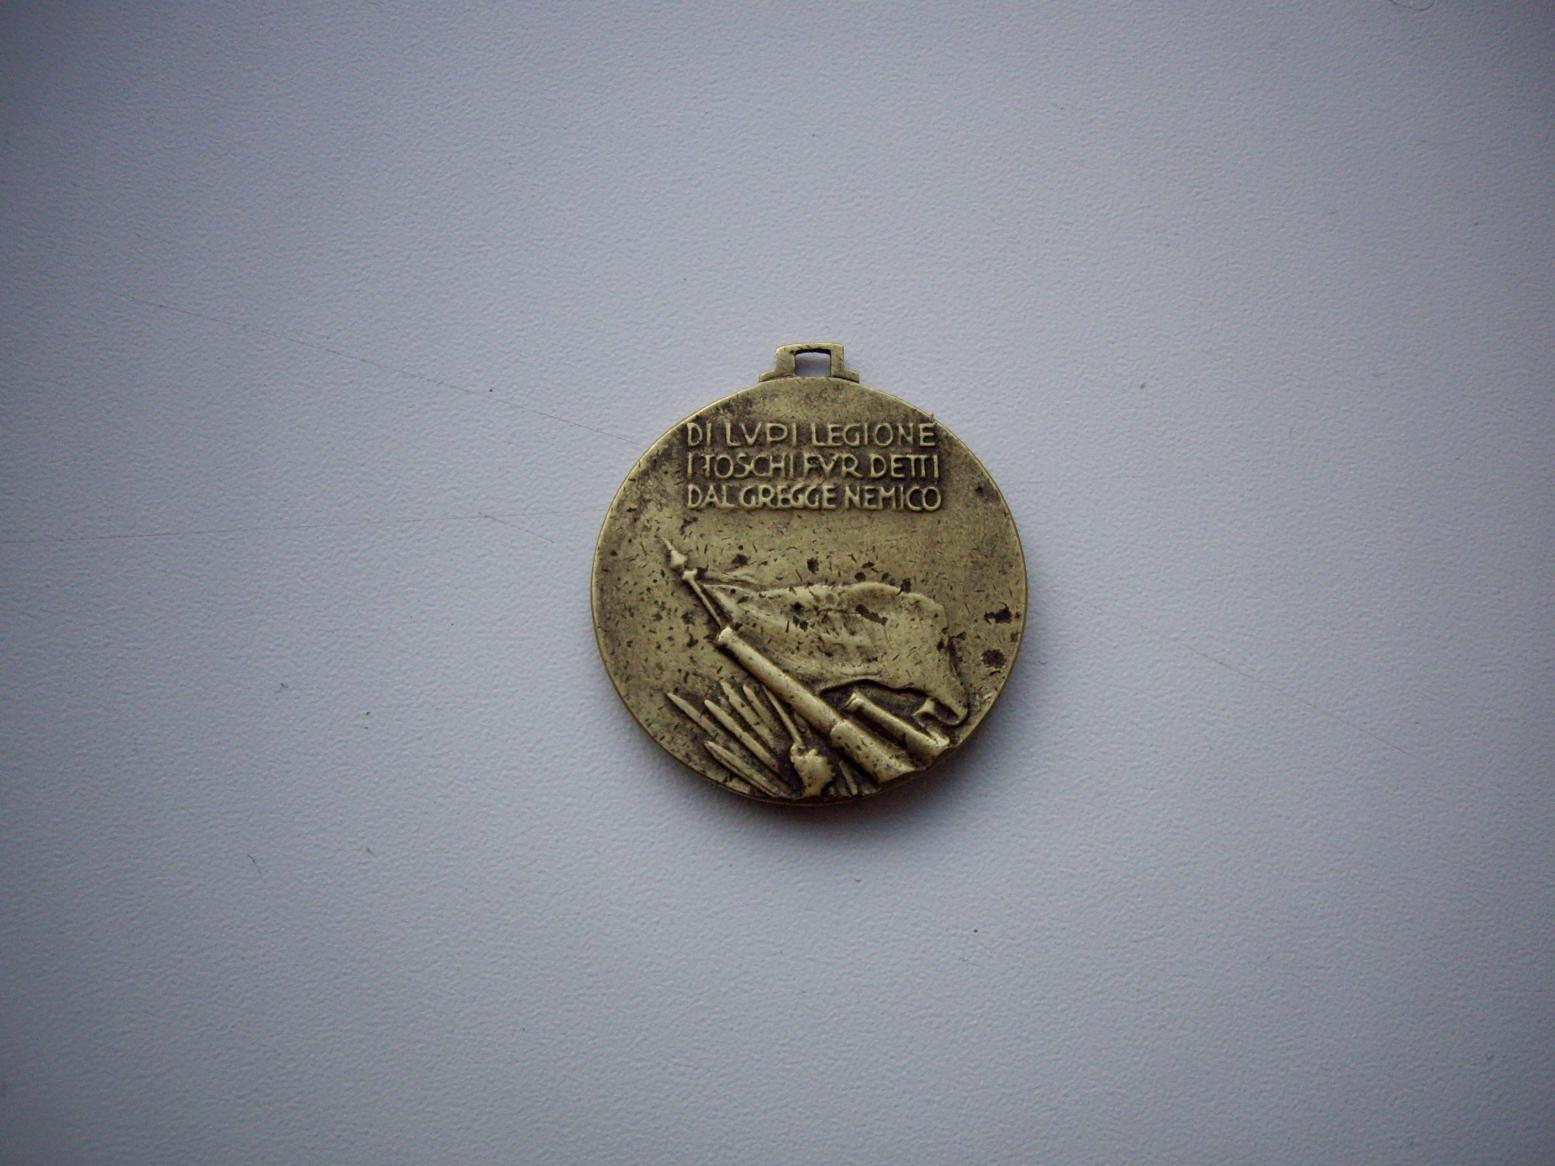 DI LVPI LEGIONE
I TOSCHI FVR DETTI
DAL GREGGE NEMICO